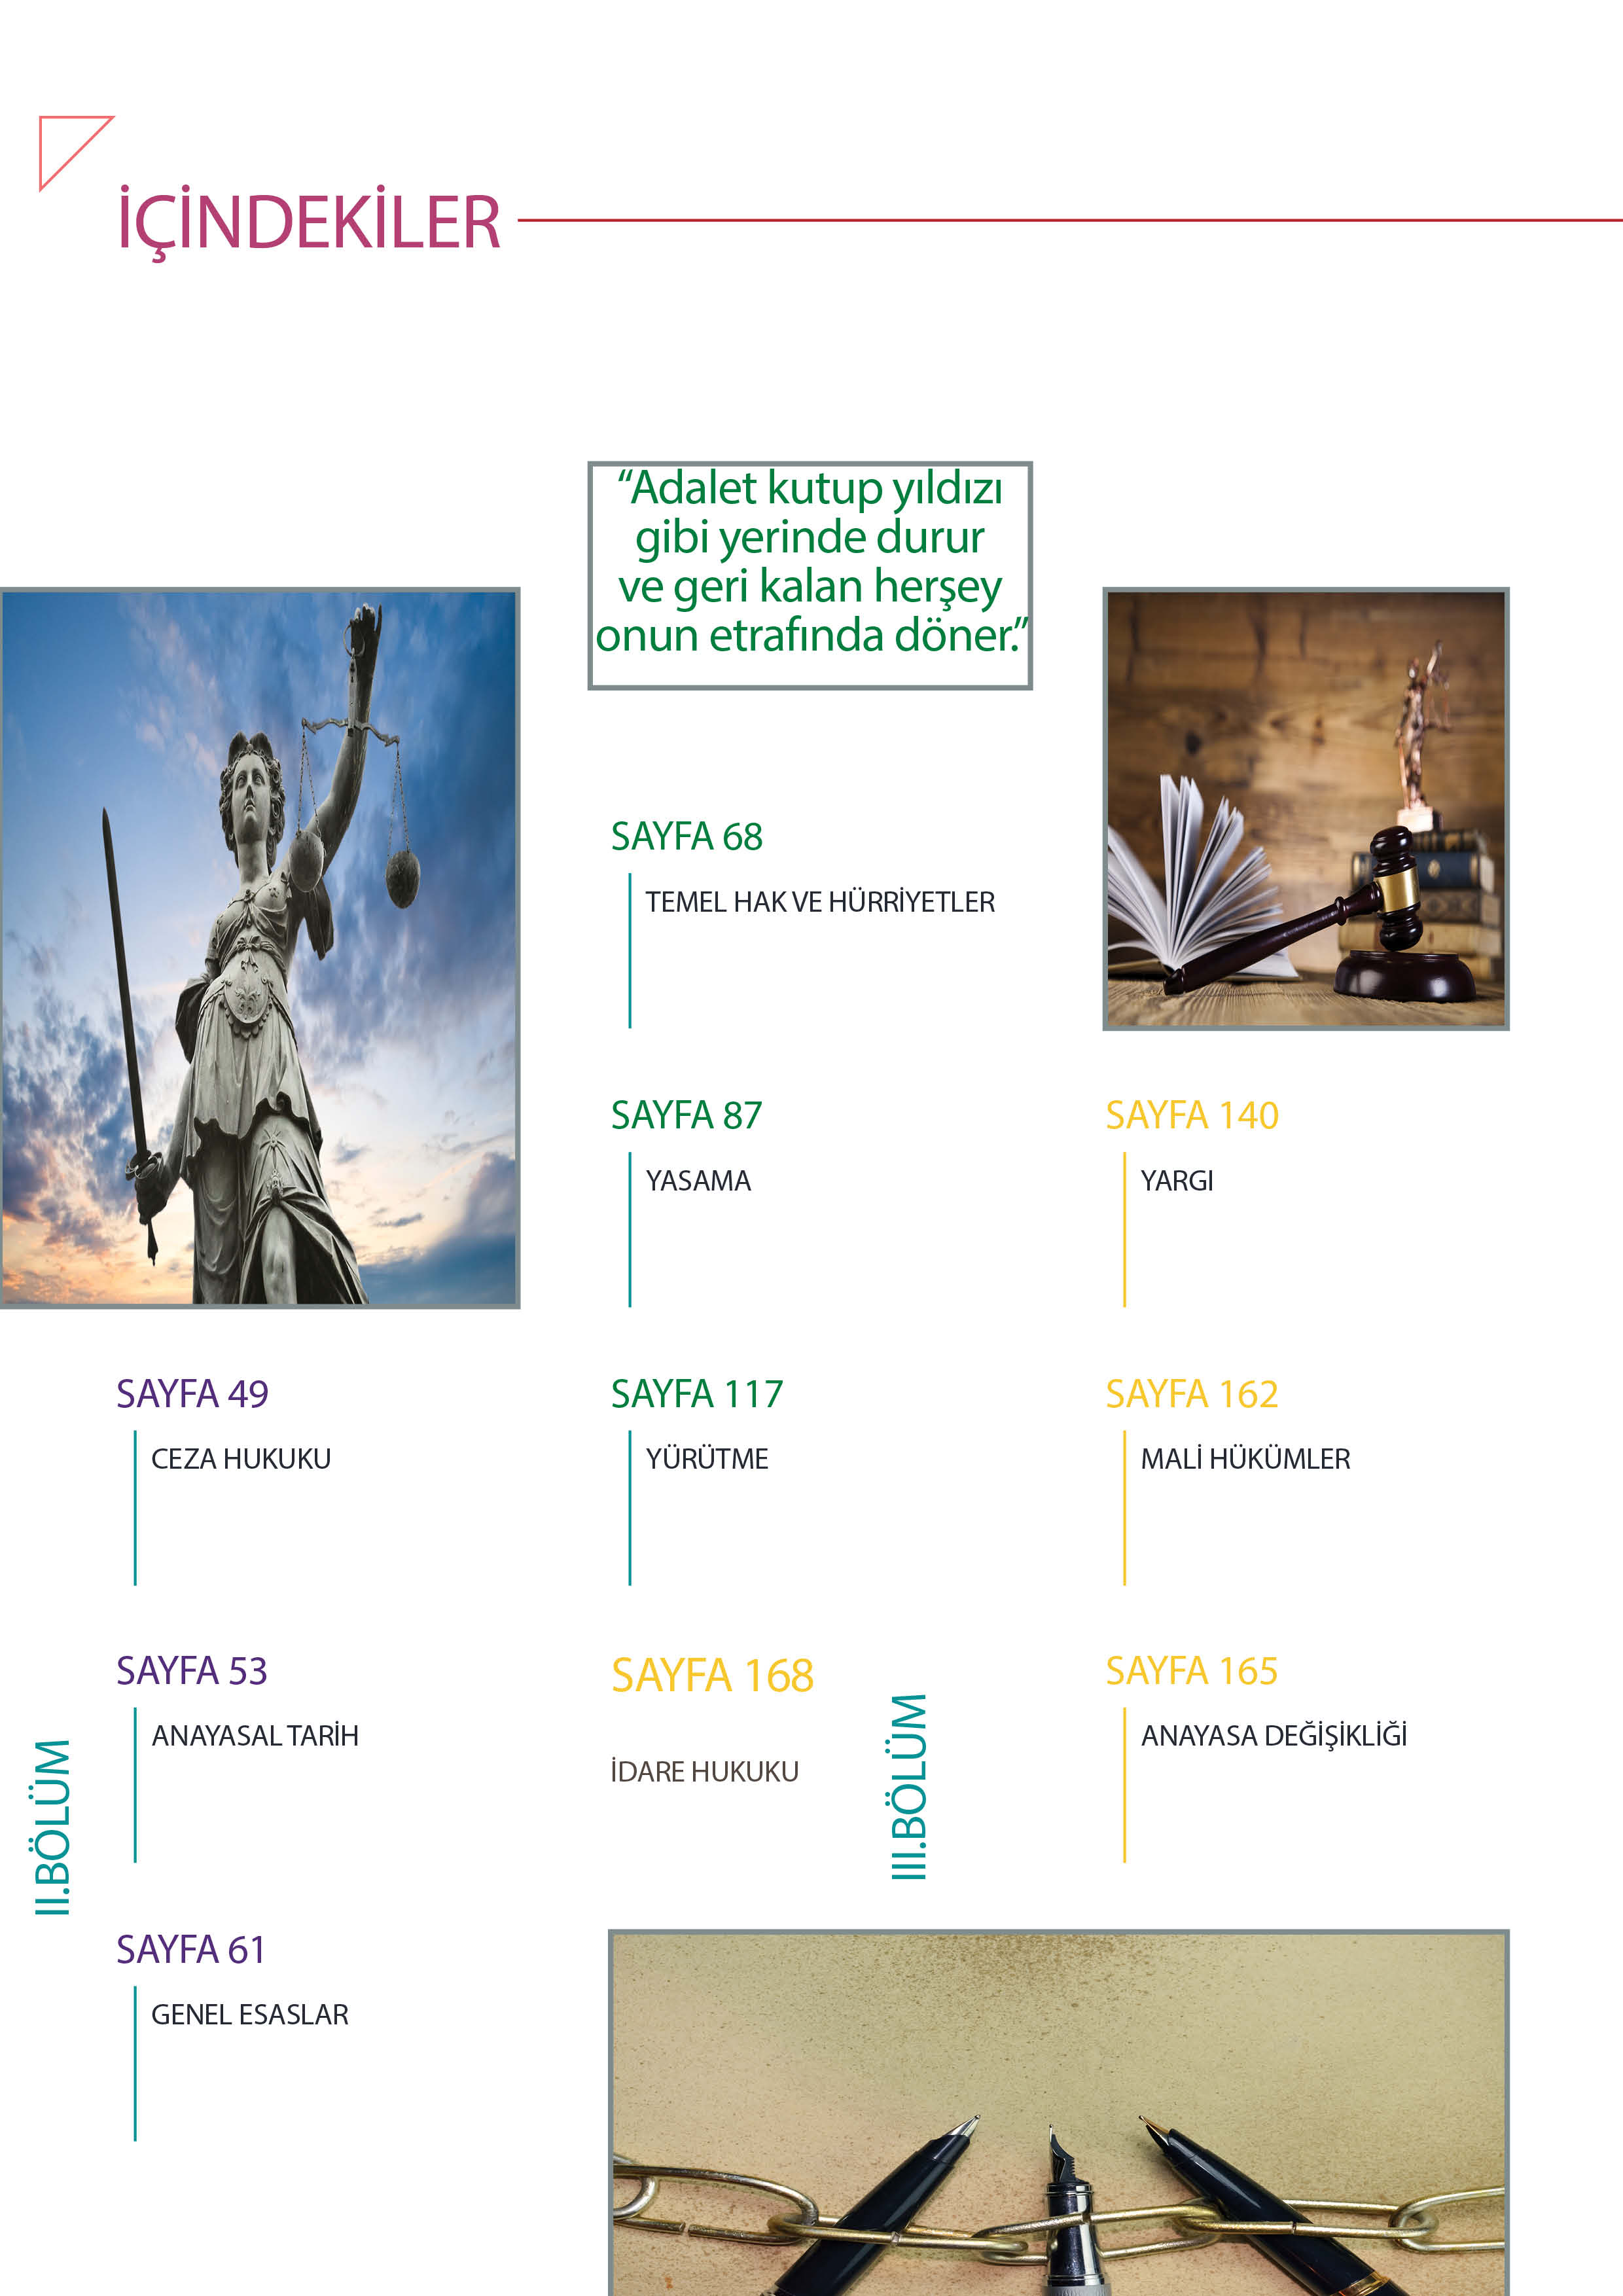 İÇİNDEKİLER
“Adalet kutup yıldızı
gibi yerinde durur
ve geri kalan herşey
onun etrafında döner.”
SAYFA 49
CEZA HUKUKU
II.BÖLÜM
SAYFA 53
ANAYASAL TARİH
SAYFA 61
GENEL ESASLAR
SAYFA 68
TEMEL HAK VE HÜRRİYETLER
SAYFA 87
YASAMA
SAYFA 117
YÜRÜTME
SAYFA 140
YARGI
SAYFA 162
MALİ HÜKÜMLER
SAYFA 165
ANAYASA DEĞİŞİKLİĞİ
III.BÖLÜM
SAYFA 168
İDARE HUKUKU